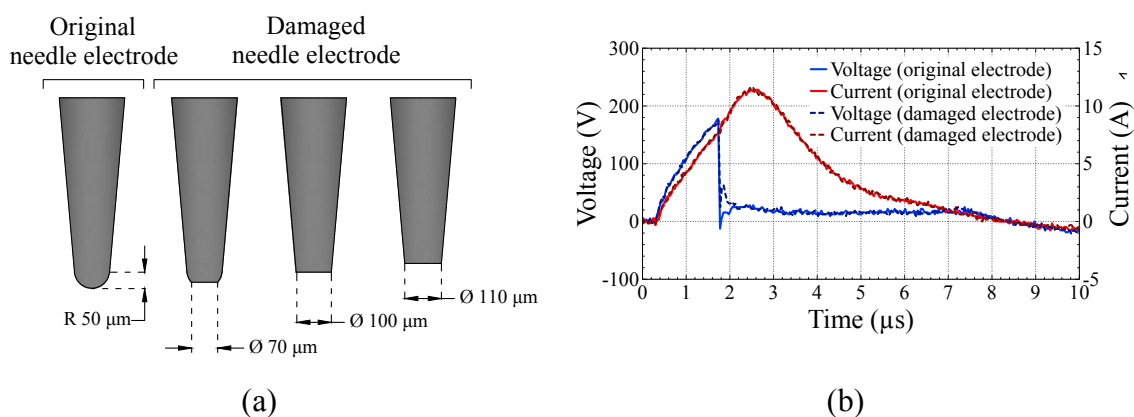 Original
needle electrode
Damaged
needle electrode
R 50 µm
Ø 70 µm
Ø 100 µm
Ø 110 µm
(a)
300
200
100
0
-100
Voltage (V)
15
10
5
0
-5
Current (A)
Voltage (original electrode)
Current (original electrode)
Voltage (damaged electrode)
Current (damaged electrode)
0 1 2 3 4 5 6 7 8 9 10
Time (µs)
(b)